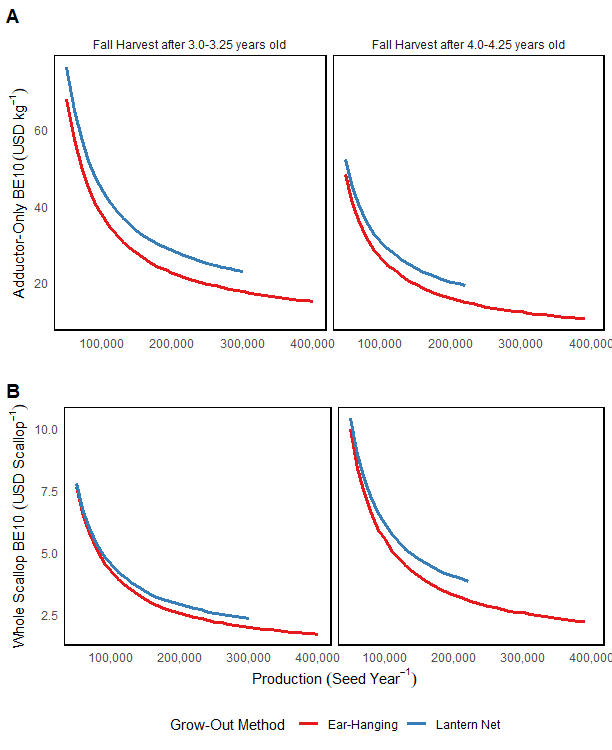 A
Fall Harvest after 3.0-3.25 years old
Fall Harvest after 4.0-4.25 years old
Adductor-Only BE10 (USD kg⁻¹)
60
40
20
100,000 200,000 300,000 400,000
100,000 200,000 300,000 400,000
B
Whole Scallop BE10 (USD Scallop⁻¹)
10.0
7.5
5.0
2.5
100,000 200,000 300,000 400,000
100,000 200,000 300,000 400,000
Production (Seed Year⁻¹)
Grow-Out Method Ear-Hanging Lantern Net